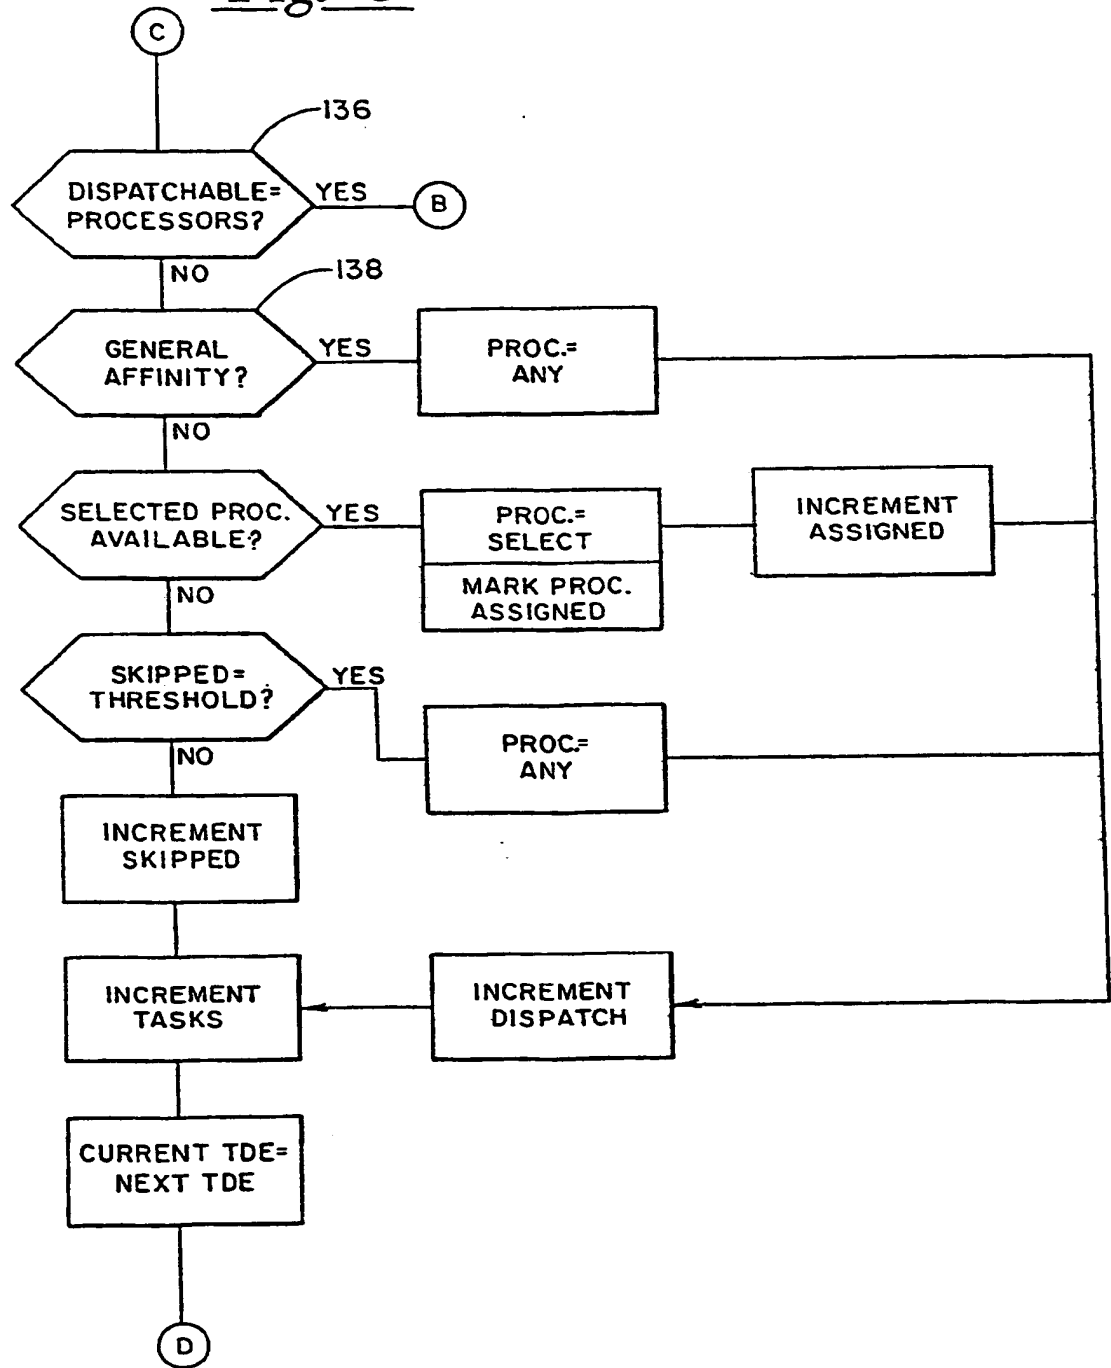 C
136
DISPATCHABLE=
PROCESSORS?
YES
B
NO
138
GENERAL
AFFINITY?
YES
PROC.=
ANY
NO
SELECTED PROC.
AVAILABLE?
YES
PROC.=
SELECT
MARK PROC.
ASSIGNED
INCREMENT
ASSIGNED
NO
SKIPPED=
THRESHOLD?
YES
PROC.=
ANY
NO
INCREMENT
SKIPPED
INCREMENT
TASKS
INCREMENT
DISPATCH
CURRENT TDE=
NEXT TDE
D